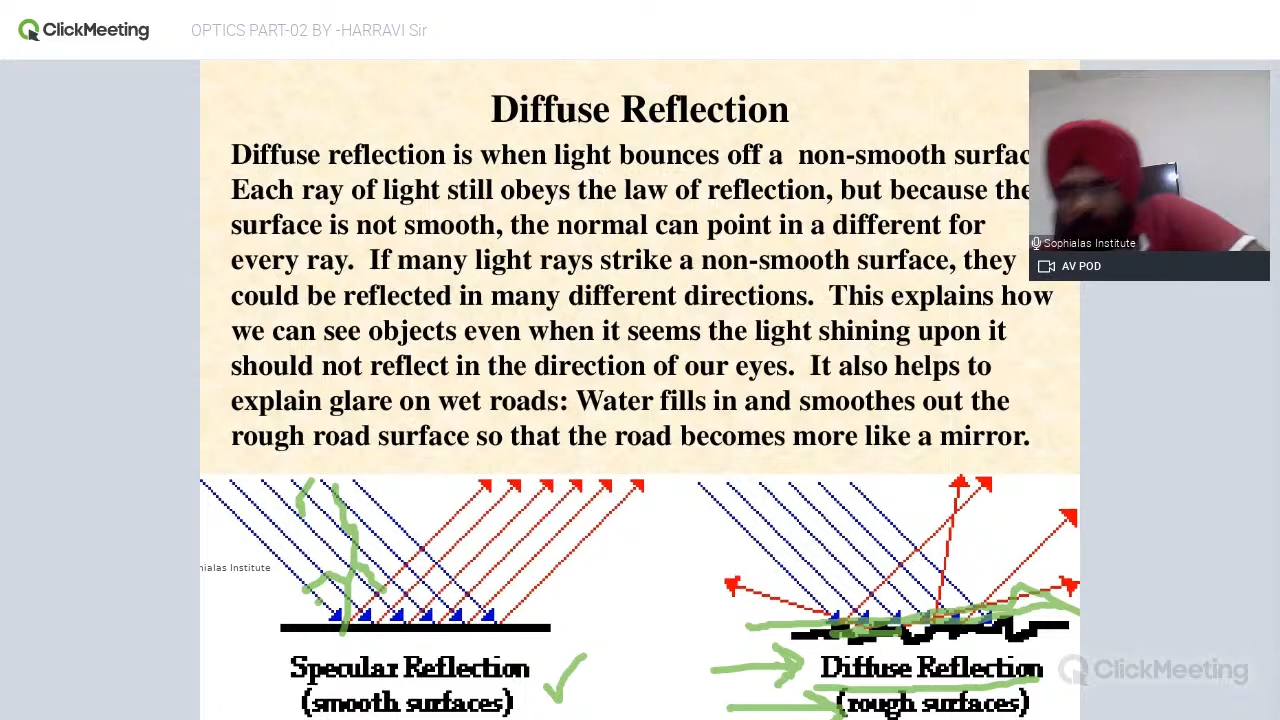 ClickMeeting
OPTICS PART-02 BY -HARRAVI Sir
Diffuse Reflection
Diffuse reflection is when light bounces off a non-smooth surfac
Each ray of light still obeys the law of reflection, but because the
surface is not smooth, the normal can point in a different for
every ray. If many light rays strike a non-smooth surface, they
could be reflected in many different directions. This explains how
we can see objects even when it seems the light shining upon it
should not reflect in the direction of our eyes. It also helps to
explain glare on wet roads: Water fills in and smoothes out the
rough road surface so that the road becomes more like a mirror.
Sophialas Institute
AV POD
hialas Institute
Specular Reflection
(smooth surfaces)
Diffuse Reflection
(rough surfaces)
ClickMeeting